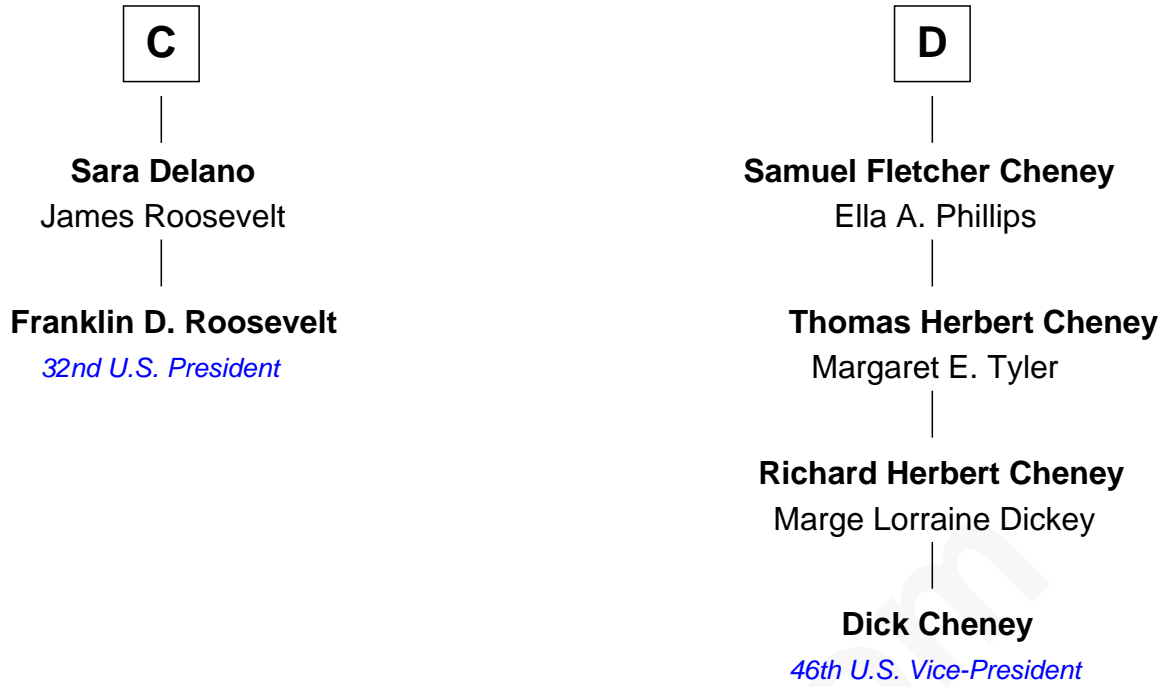 C
Sara Delano
James Roosevelt
Franklin D. Roosevelt
32nd U.S. President
D
Samuel Fletcher Cheney
Ella A. Phillips
Thomas Herbert Cheney
Margaret E. Tyler
Richard Herbert Cheney
Marge Lorraine Dickey
Dick Cheney
46th U.S. Vice-President